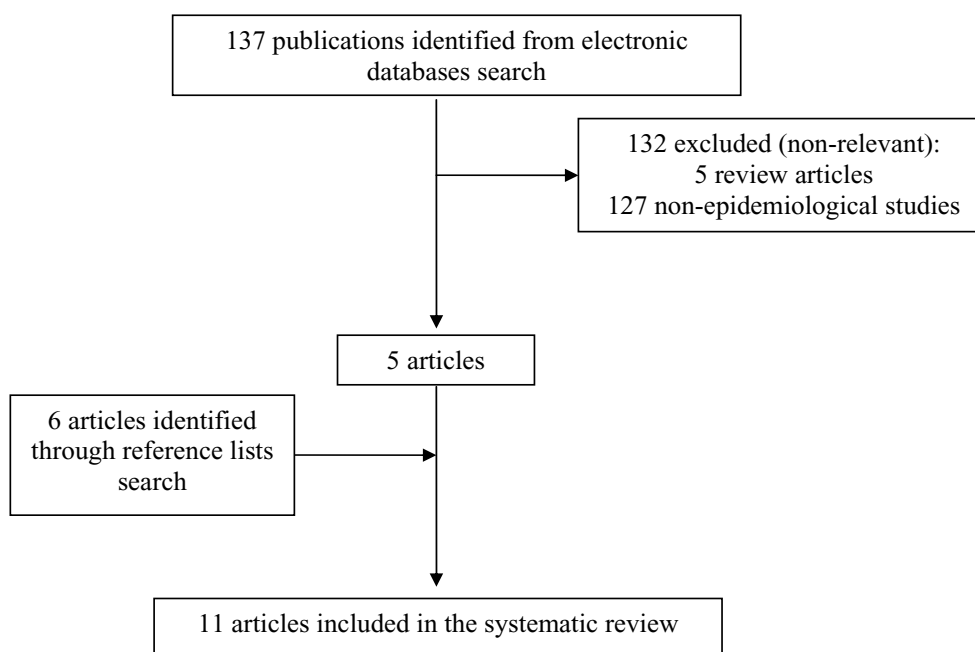 137 publications identified from electronic
databases search
132 excluded (non-relevant):
5 review articles
127 non-epidemiological studies
5 articles
6 articles identified
through reference lists
search
11 articles included in the systematic review